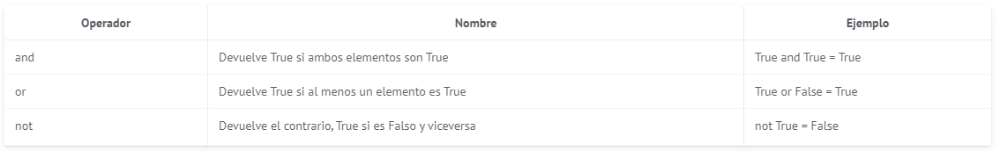 Operador Nombre Ejemplo
and Devuelve True si ambos elementos son True True and True = True
or Devuelve True si al menos un elemento es True True or False = True
not Devuelve el contrario, True si es Falso y viceversa not True = False